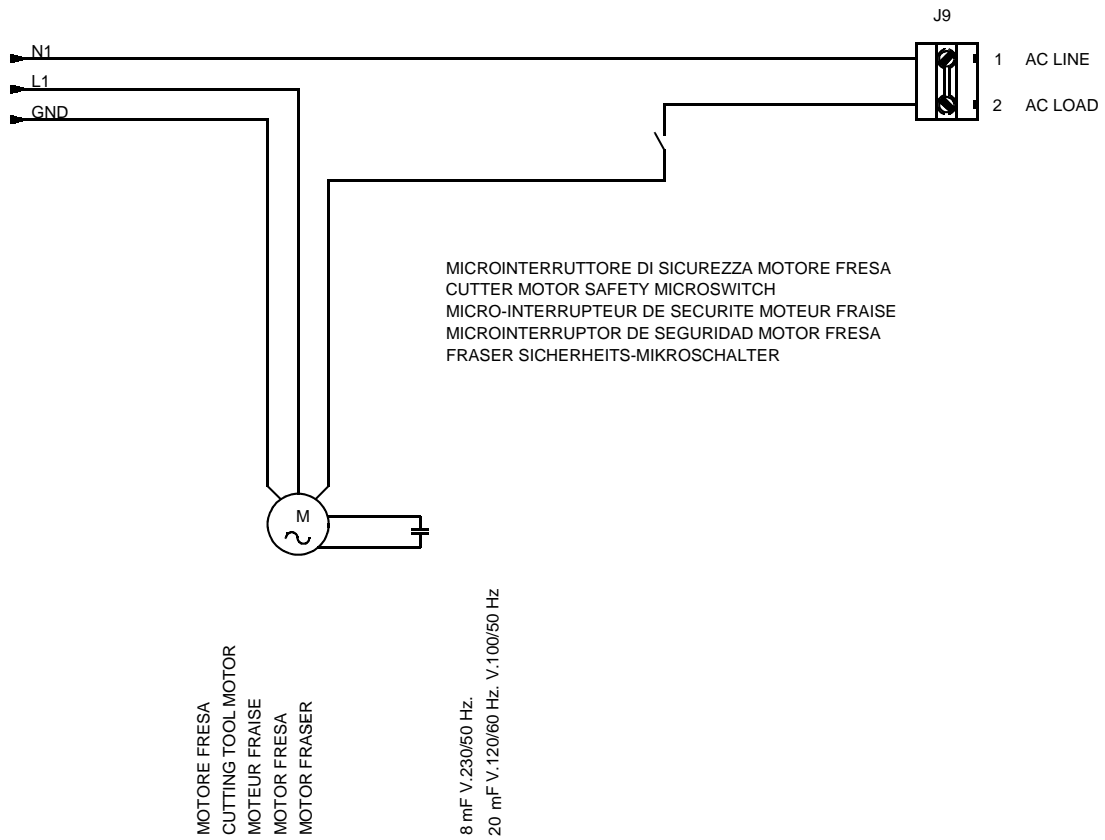 J9
N1
1 AC LINE
L1
GND
2 AC LOAD
MICROINTERRUTTORE DI SICUREZZA MOTORE FRESA
CUTTER MOTOR SAFETY MICROSWITCH
MICRO-INTERRUPTEUR DE SECURITE MOTEUR FRAISE
MICROINTERRUPTOR DE SEGURIDAD MOTOR FRESA
FRASER SICHERHEITS-MIKROSCHALTER
M
MOTORE FRESA
CUTTING TOOL MOTOR
MOTEUR FRAISE
MOTOR FRESA
MOTOR FRASER
8 mF V.230/50 Hz.
20 mF V.120/60 Hz. V.100/50 Hz